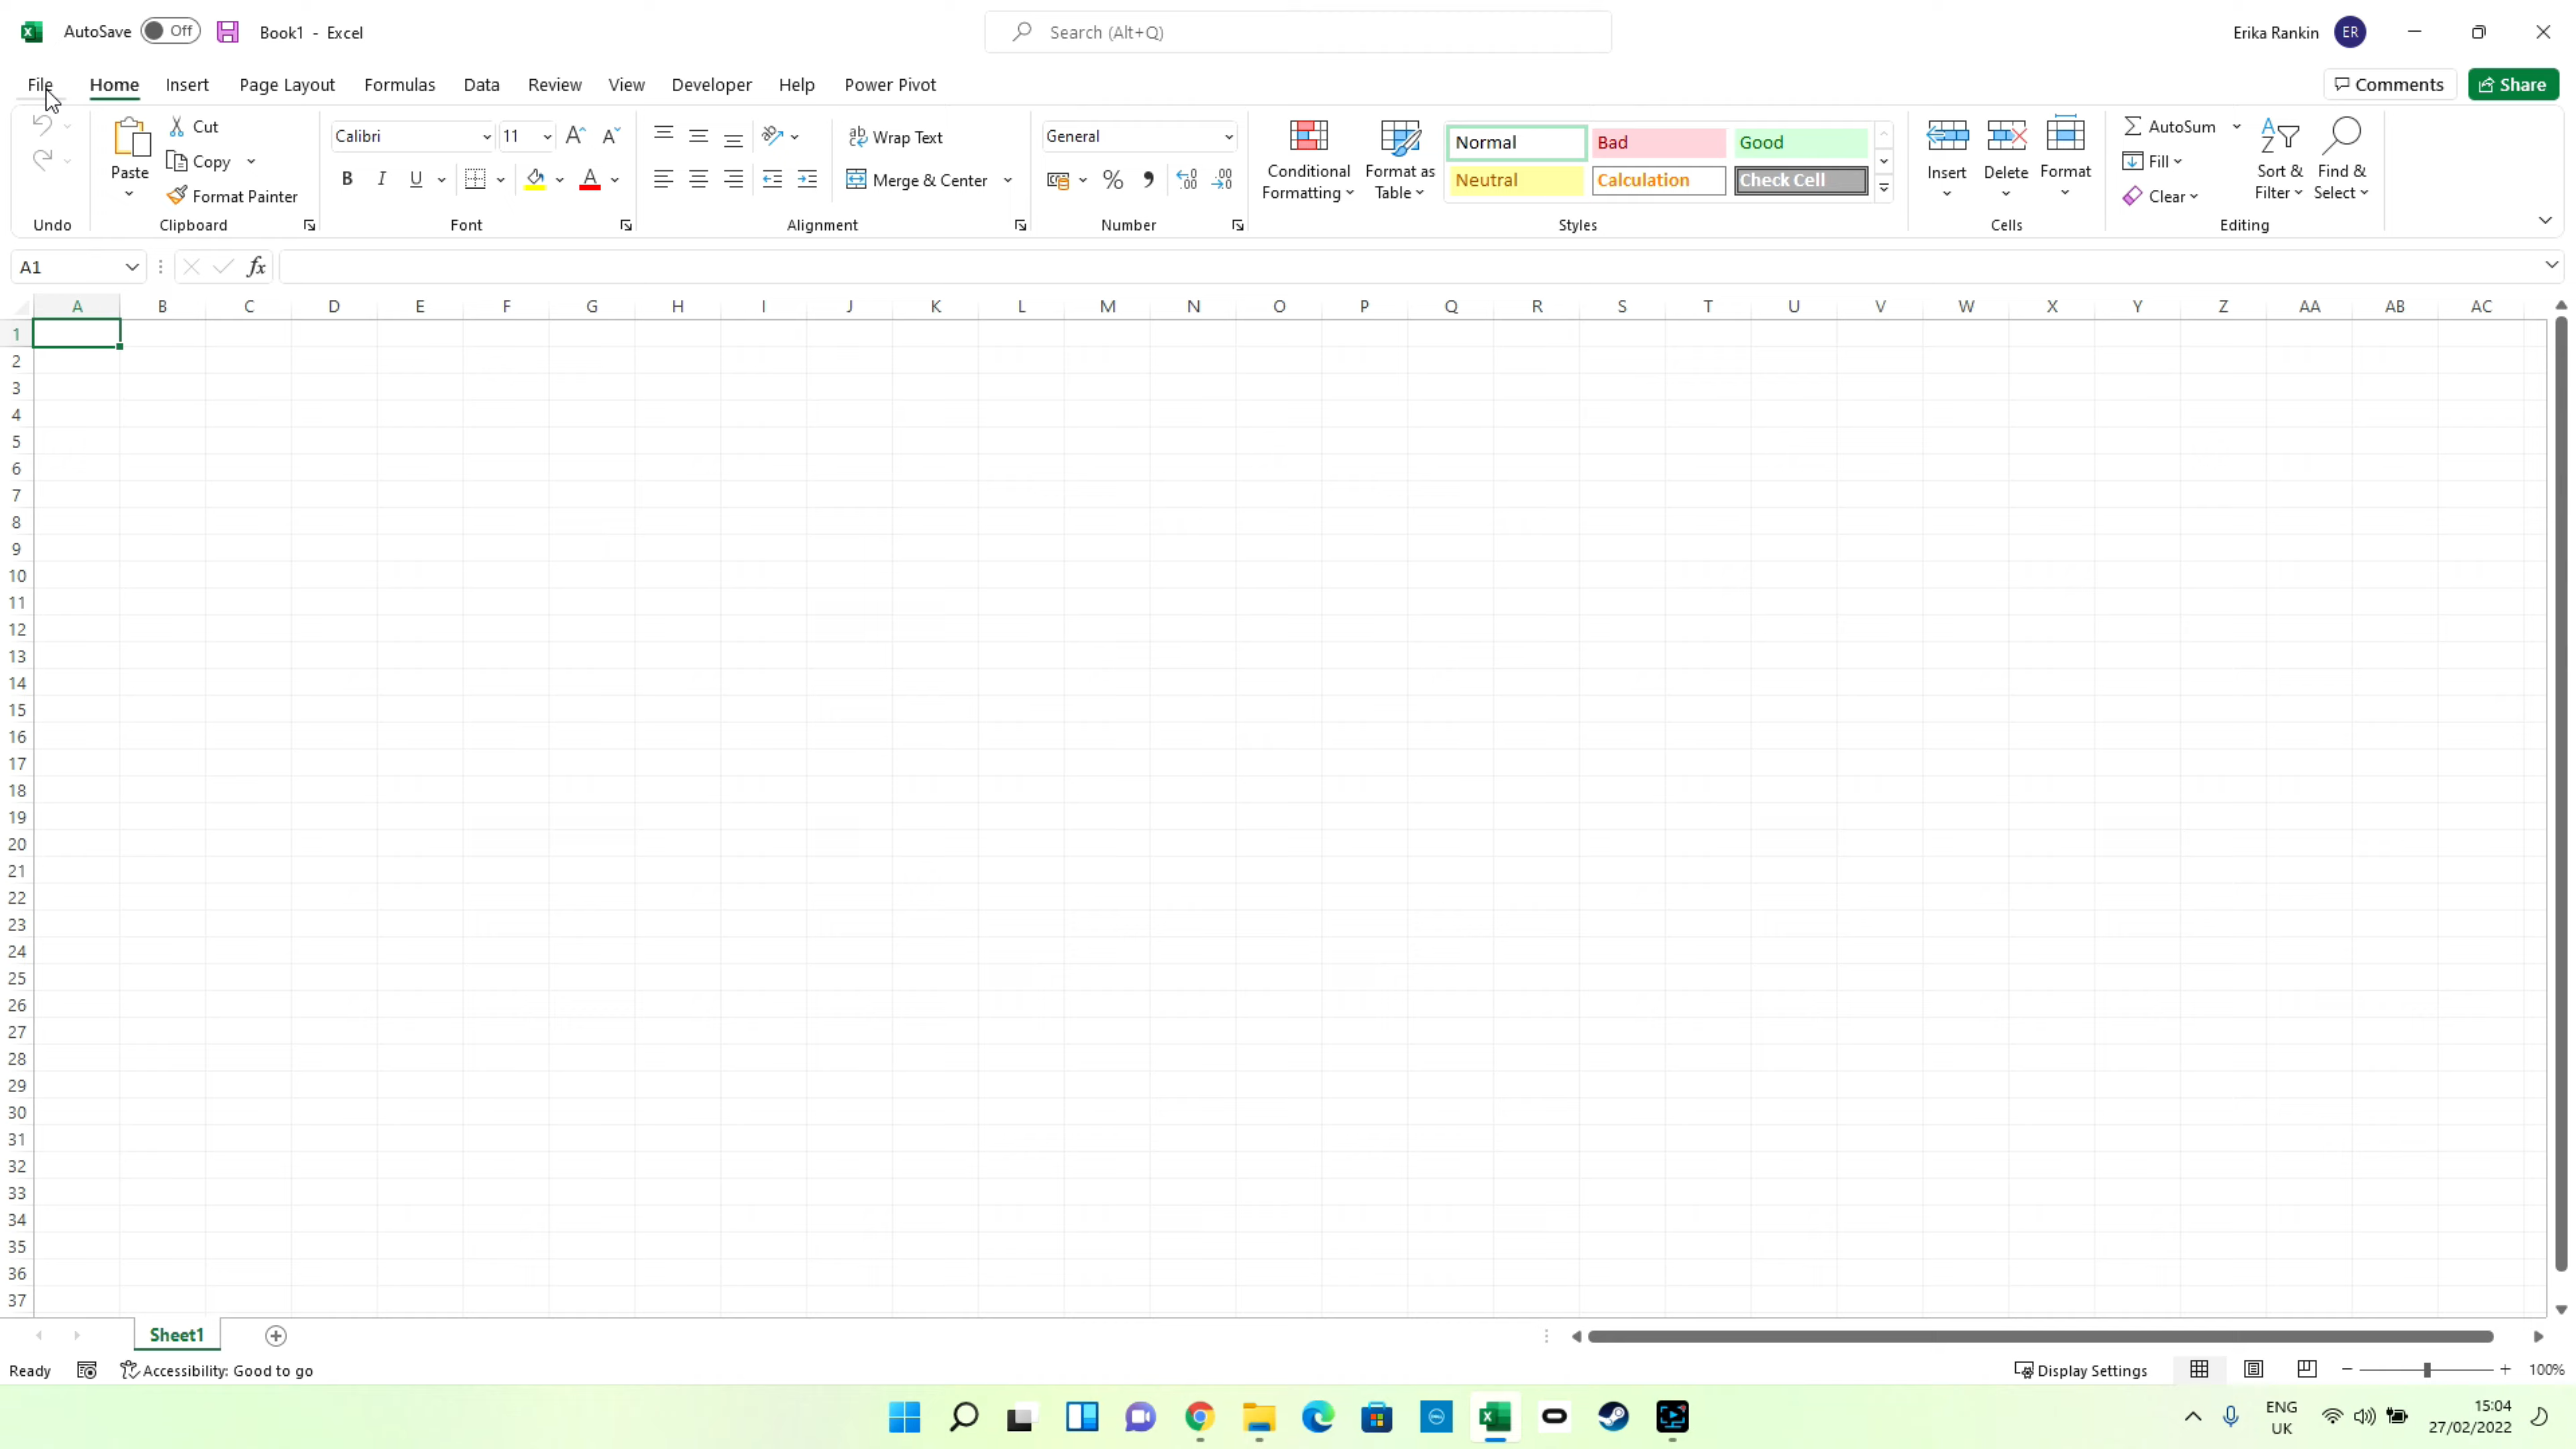 AutoSave Off Book1 - Excel Search (Alt+Q) Erika Rankin ER
File Home Insert Page Layout Formulas Data Review View Developer Help Power Pivot Comments Share
Paste Cut Copy Format Painter
Undo Clipboard
Calibri 11
B I U A
Font
Wrap Text
Merge & Center
Alignment
General
% .00
Number
Conditional Formatting Format as Table
Normal Bad Good
Neutral Calculation Check Cell
Styles
Insert Delete Format
Cells
AutoSum
Fill
Clear
Sort & Filter Find & Select
Editing
A1 fx
A B C D E F G H I J K L M N O P Q R S T U V W X Y Z AA AB AC
1
2
3
4
5
6
7
8
9
10
11
12
13
14
15
16
17
18
19
20
21
22
23
24
25
26
27
28
29
30
31
32
33
34
35
36
37
Sheet1
Ready Accessibility: Good to go Display Settings 100%
ENG UK 15:04
27/02/2022